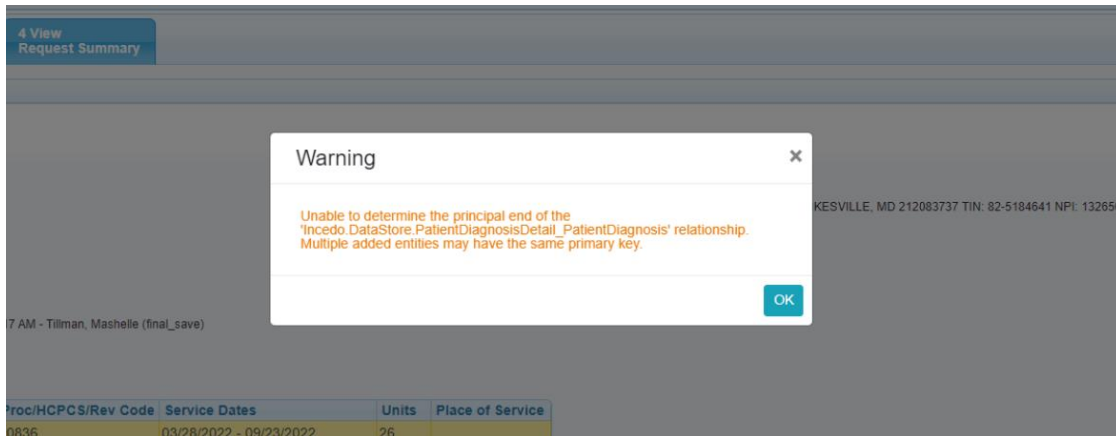 4 View
Request Summary
Warning
×
KESVILLE, MD 212083737 TIN: 82-5184641 NPI: 13265
Unable to determine the principal end of the
'Incedo.DataStore.PatientDiagnosisDetail_PatientDiagnosis' relationship.
Multiple added entities may have the same primary key.
OK
7 AM - Tillman, Mashelle (final_save)
Proc/HCPCS/Rev Code Service Dates Units Place of Service
0836 03/28/2022 - 09/23/2022 26